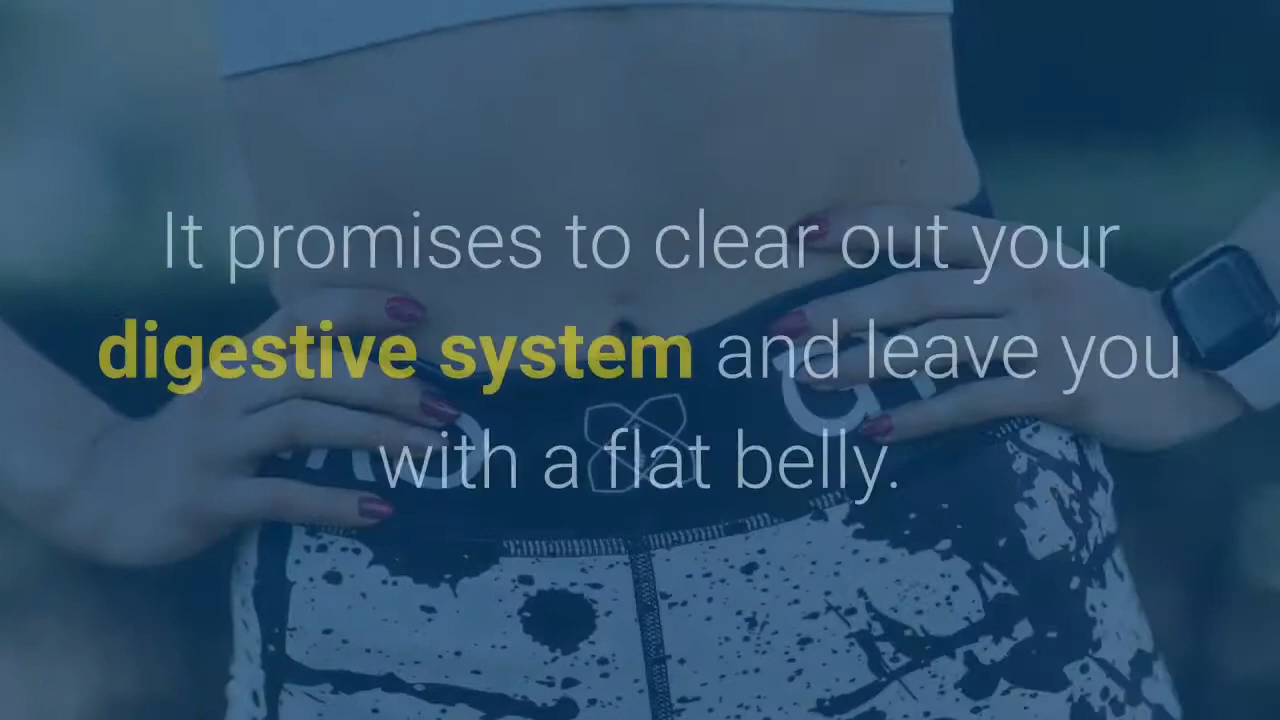 It promises to clear out your
digestive system and leave you
with a flat belly.